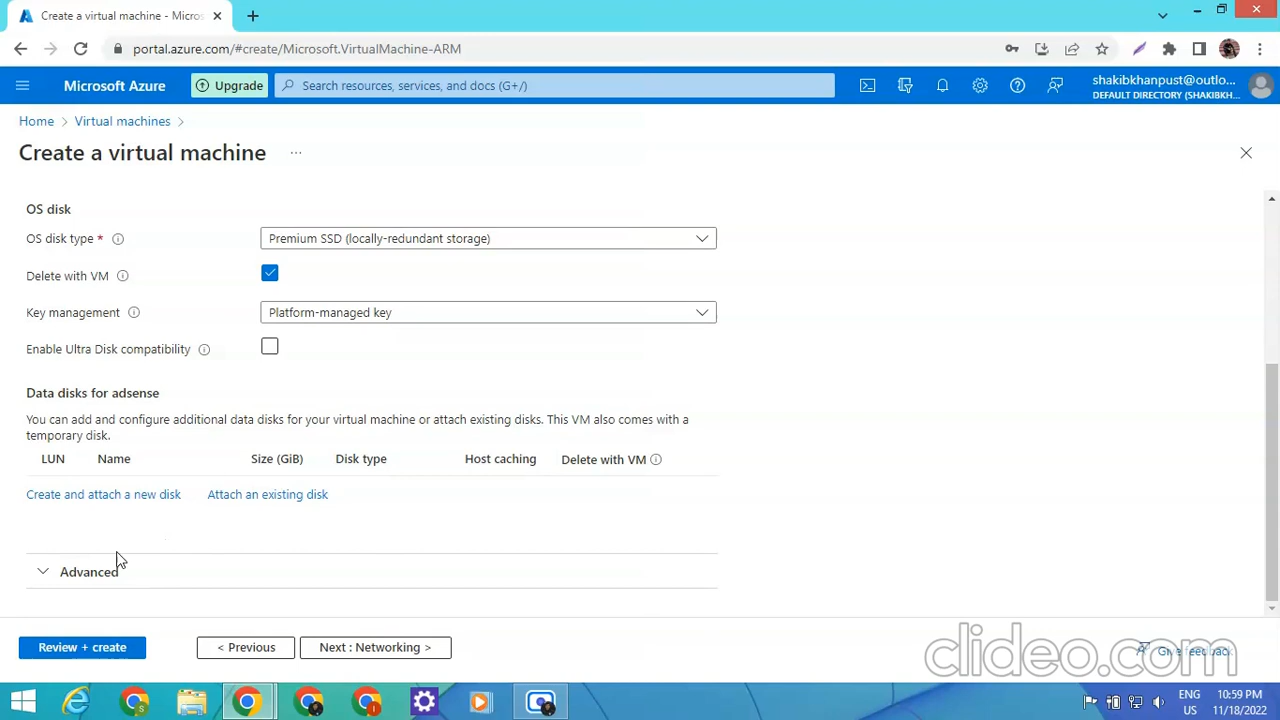 Create a virtual machine - Micros
portal.azure.com/#create/Microsoft.VirtualMachine-ARM
Microsoft Azure
Upgrade
Search resources, services, and docs (G+/)
shakibkhanpust@outlo...
DEFAULT DIRECTORY (SHAKIBKH...
Home > Virtual machines >
Create a virtual machine ...
OS disk
OS disk type *
Premium SSD (locally-redundant storage)
Delete with VM
Key management
Platform-managed key
Enable Ultra Disk compatibility
Data disks for adsense
You can add and configure additional data disks for your virtual machine or attach existing disks. This VM also comes with a
temporary disk.
LUN Name Size (GiB) Disk type Host caching Delete with VM
Create and attach a new disk Attach an existing disk
Advanced
Review + create < Previous Next : Networking >
Give feedback
clideo.com
ENG
US
10:59 PM
11/18/2022